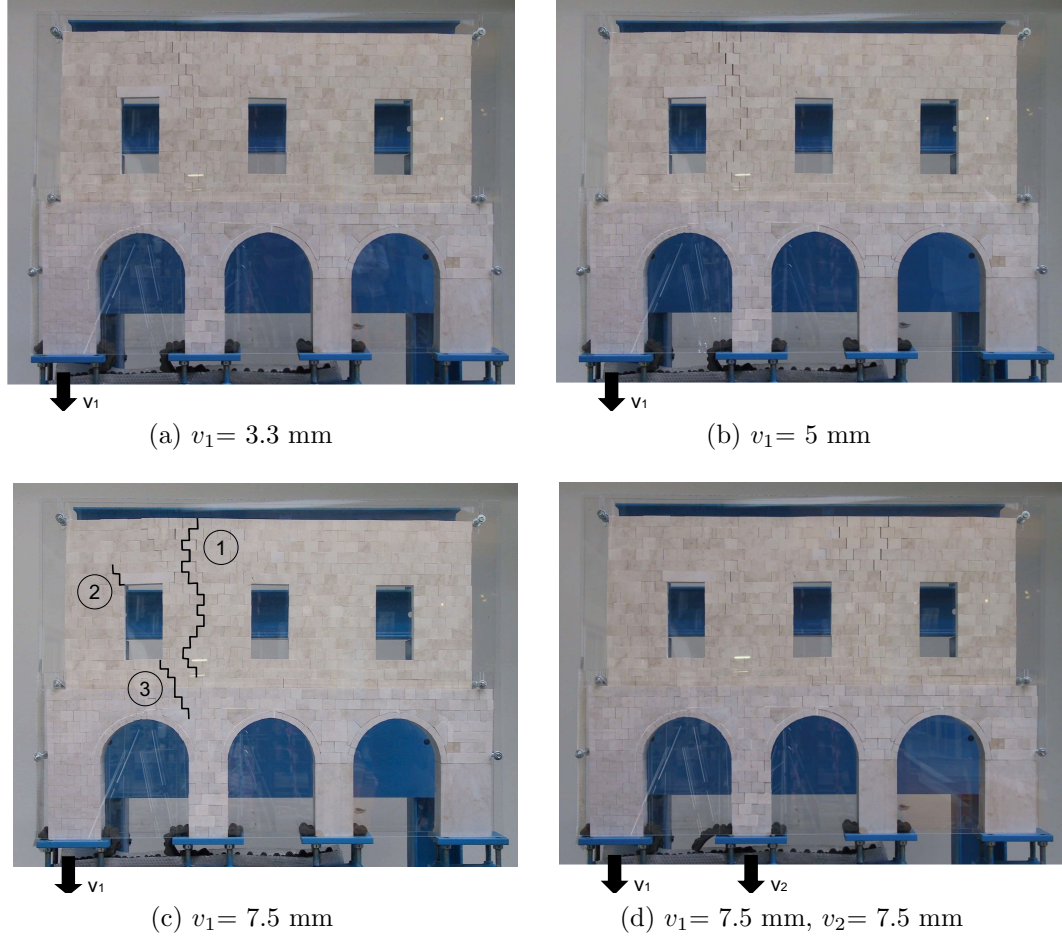 v₁
(a) v₁= 3.3 mm
v₁
(b) v₁= 5 mm
1
2
3
v₁
(c) v₁= 7.5 mm
v₁ v₂
(d) v₁= 7.5 mm, v₂= 7.5 mm